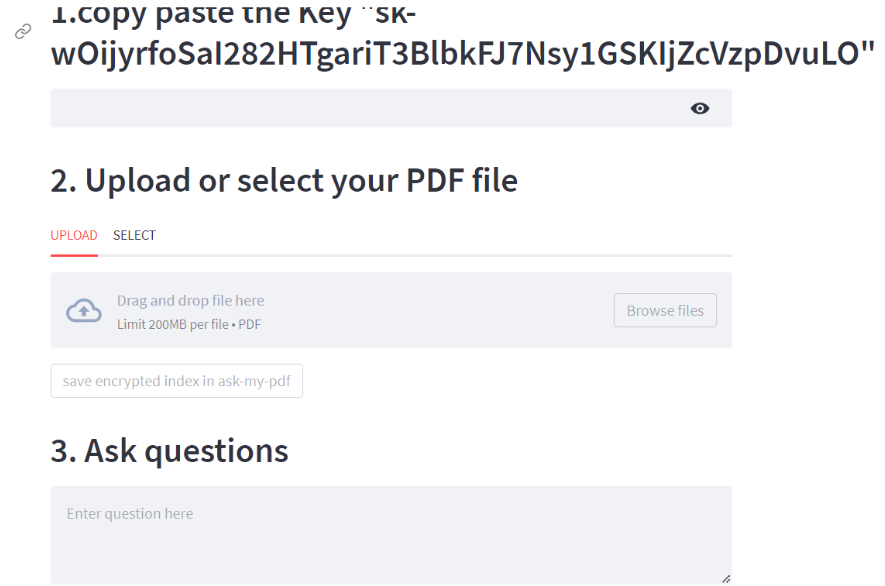 1.copy paste the Key "sk-
wOijyrfoSaI282HTgariT3BlbkFJ7Nsy1GSKIjZcVzpDvuLO"
2. Upload or select your PDF file
UPLOAD SELECT
Drag and drop file here
Limit 200MB per file • PDF
Browse files
save encrypted index in ask-my-pdf
3. Ask questions
Enter question here